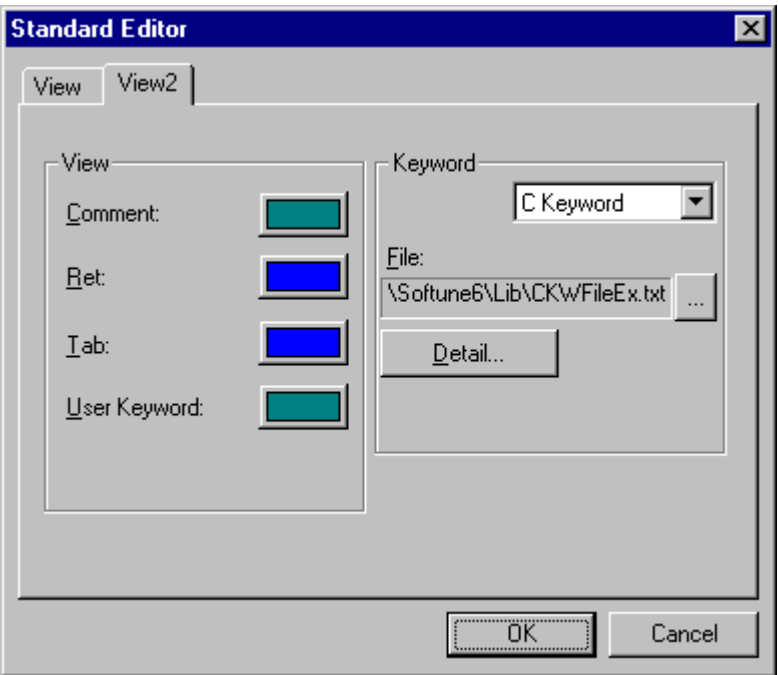 Standard Editor
View View2
View
Comment:
Ret:
Tab:
User Keyword:
Keyword
C Keyword
File:
\Softune6\Lib\CKWFileEx.txt ...
Detail...
OK Cancel